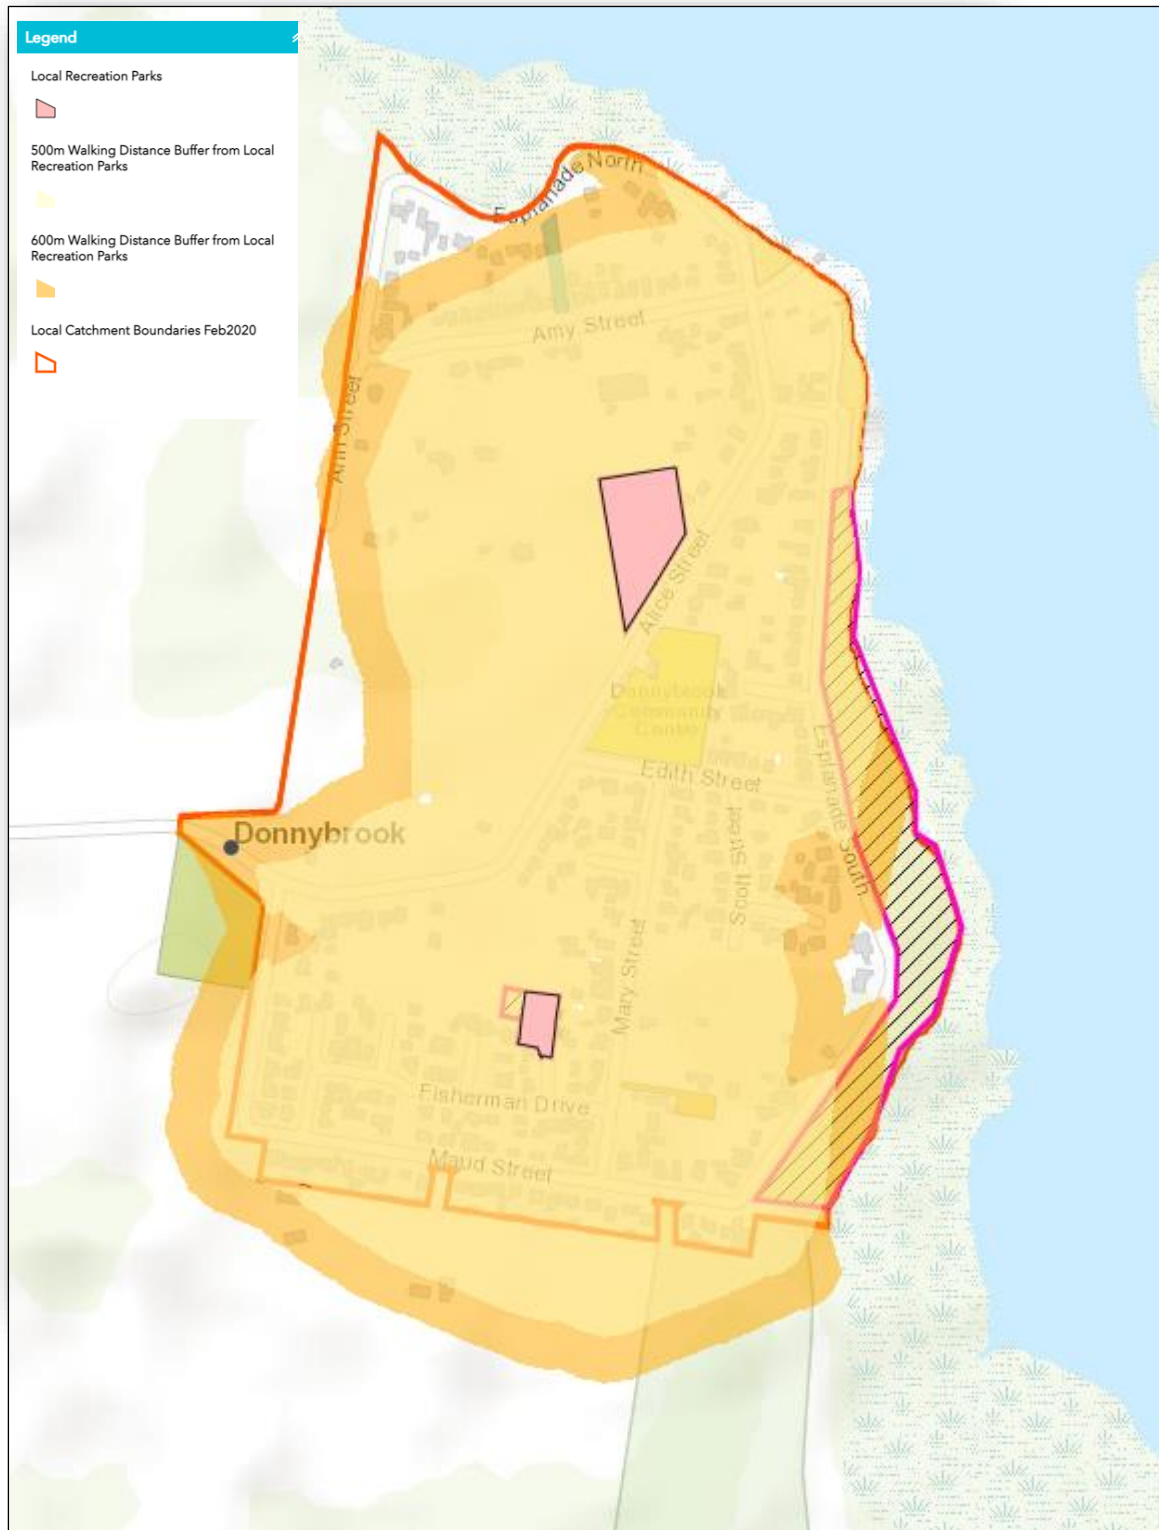 Legend
Local Recreation Parks
500m Walking Distance Buffer from Local
Recreation Parks
600m Walking Distance Buffer from Local
Recreation Parks
Local Catchment Boundaries Feb2020
Esplanade North
Amy Street
Ann Street
Alice Street
Donnybrook
Community
Centre
Esplanade South
Edith Street
Scott Street
Donnybrook
Mary Street
Fisherman Drive
Maud Street